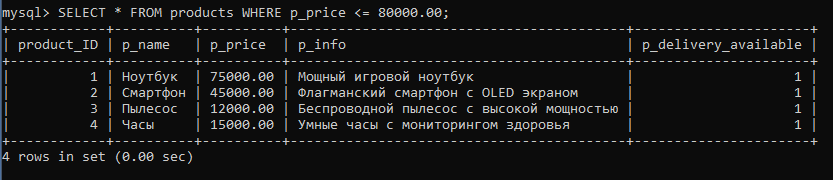 mysql> SELECT * FROM products WHERE p_price <= 80000.00;
+------------+----------+----------+------------------------------------------+----------------------+
| product_ID | p_name   | p_price  | p_info                                   | p_delivery_available |
+------------+----------+----------+------------------------------------------+----------------------+
|          1 | Ноутбук  | 75000.00 | Мощный игровой ноутбук                   |                    1 |
|          2 | Смартфон | 45000.00 | Флагманский смартфон с OLED экраном      |                    1 |
|          3 | Пылесос  | 12000.00 | Беспроводной пылесос с высокой мощностью |                    1 |
|          4 | Часы     | 15000.00 | Умные часы с мониторингом здоровья       |                    1 |
+------------+----------+----------+------------------------------------------+----------------------+
4 rows in set (0.00 sec)